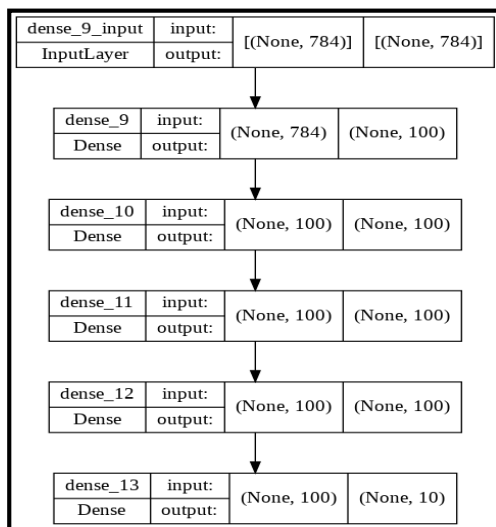 dense_9_input input: [(None, 784)] [(None, 784)]
InputLayer output:
dense_9 input: (None, 784) (None, 100)
Dense output:
dense_10 input: (None, 100) (None, 100)
Dense output:
dense_11 input: (None, 100) (None, 100)
Dense output:
dense_12 input: (None, 100) (None, 100)
Dense output:
dense_13 input: (None, 100) (None, 10)
Dense output: